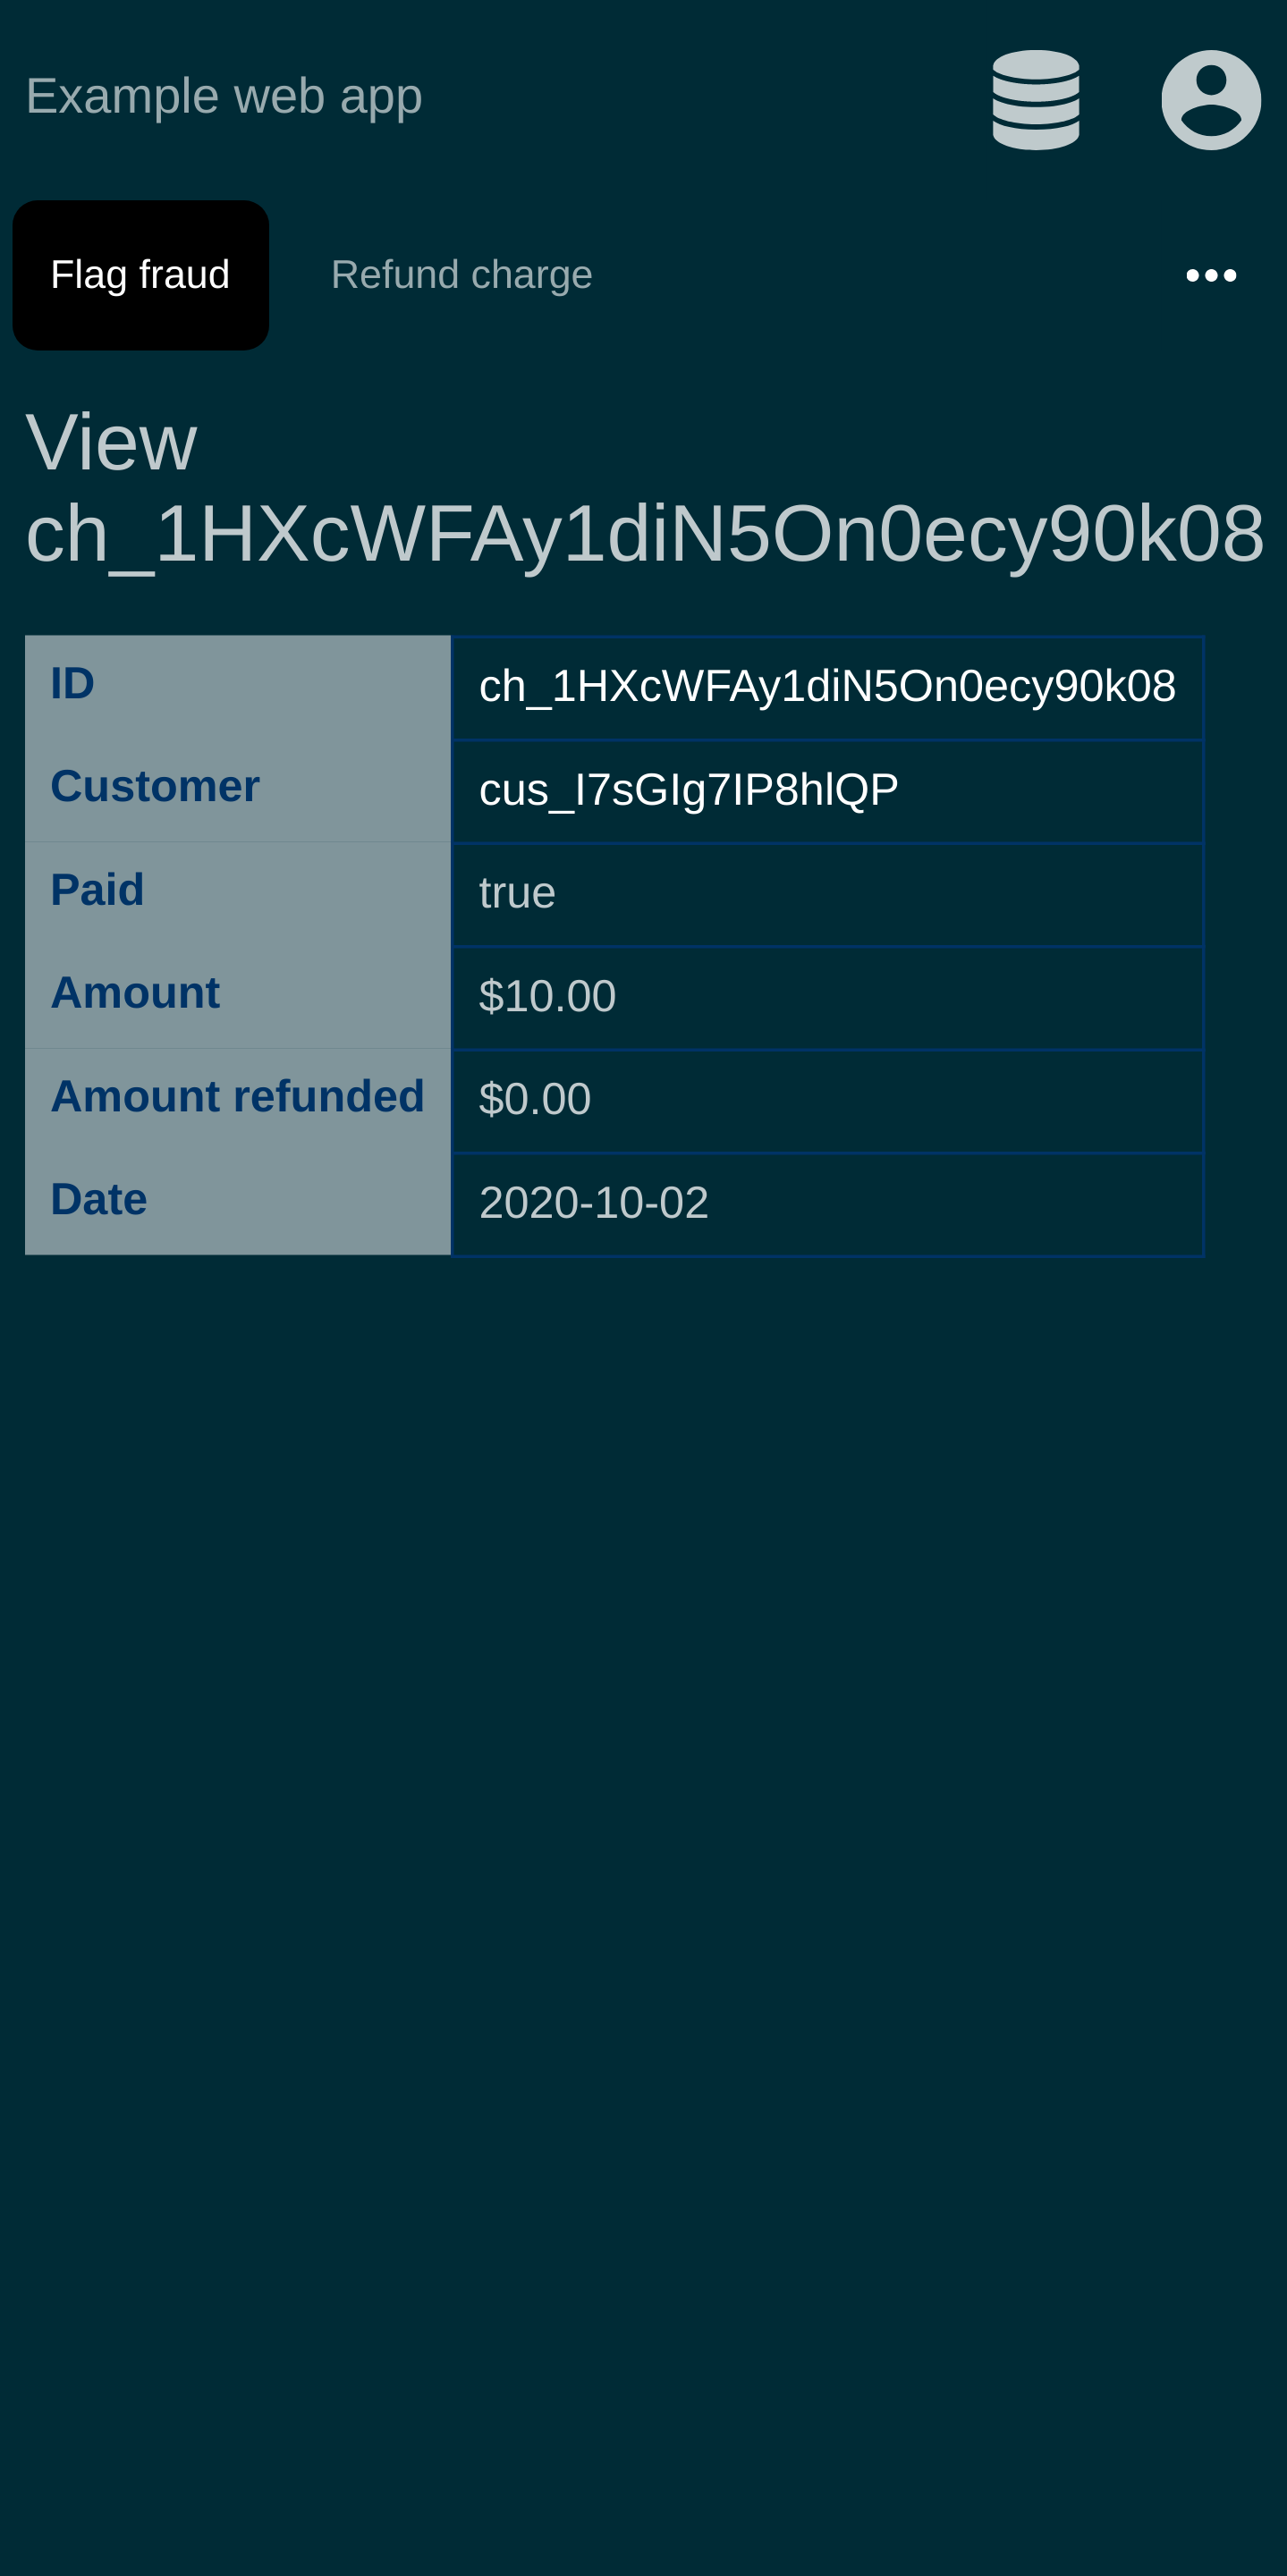 Example web app
Flag fraud Refund charge
View
ch_1HXcWFAy1diN5On0ecy90k08
ID ch_1HXcWFAy1diN5On0ecy90k08
Customer cus_I7sGIg7IP8hlQP
Paid true
Amount $10.00
Amount refunded $0.00
Date 2020-10-02